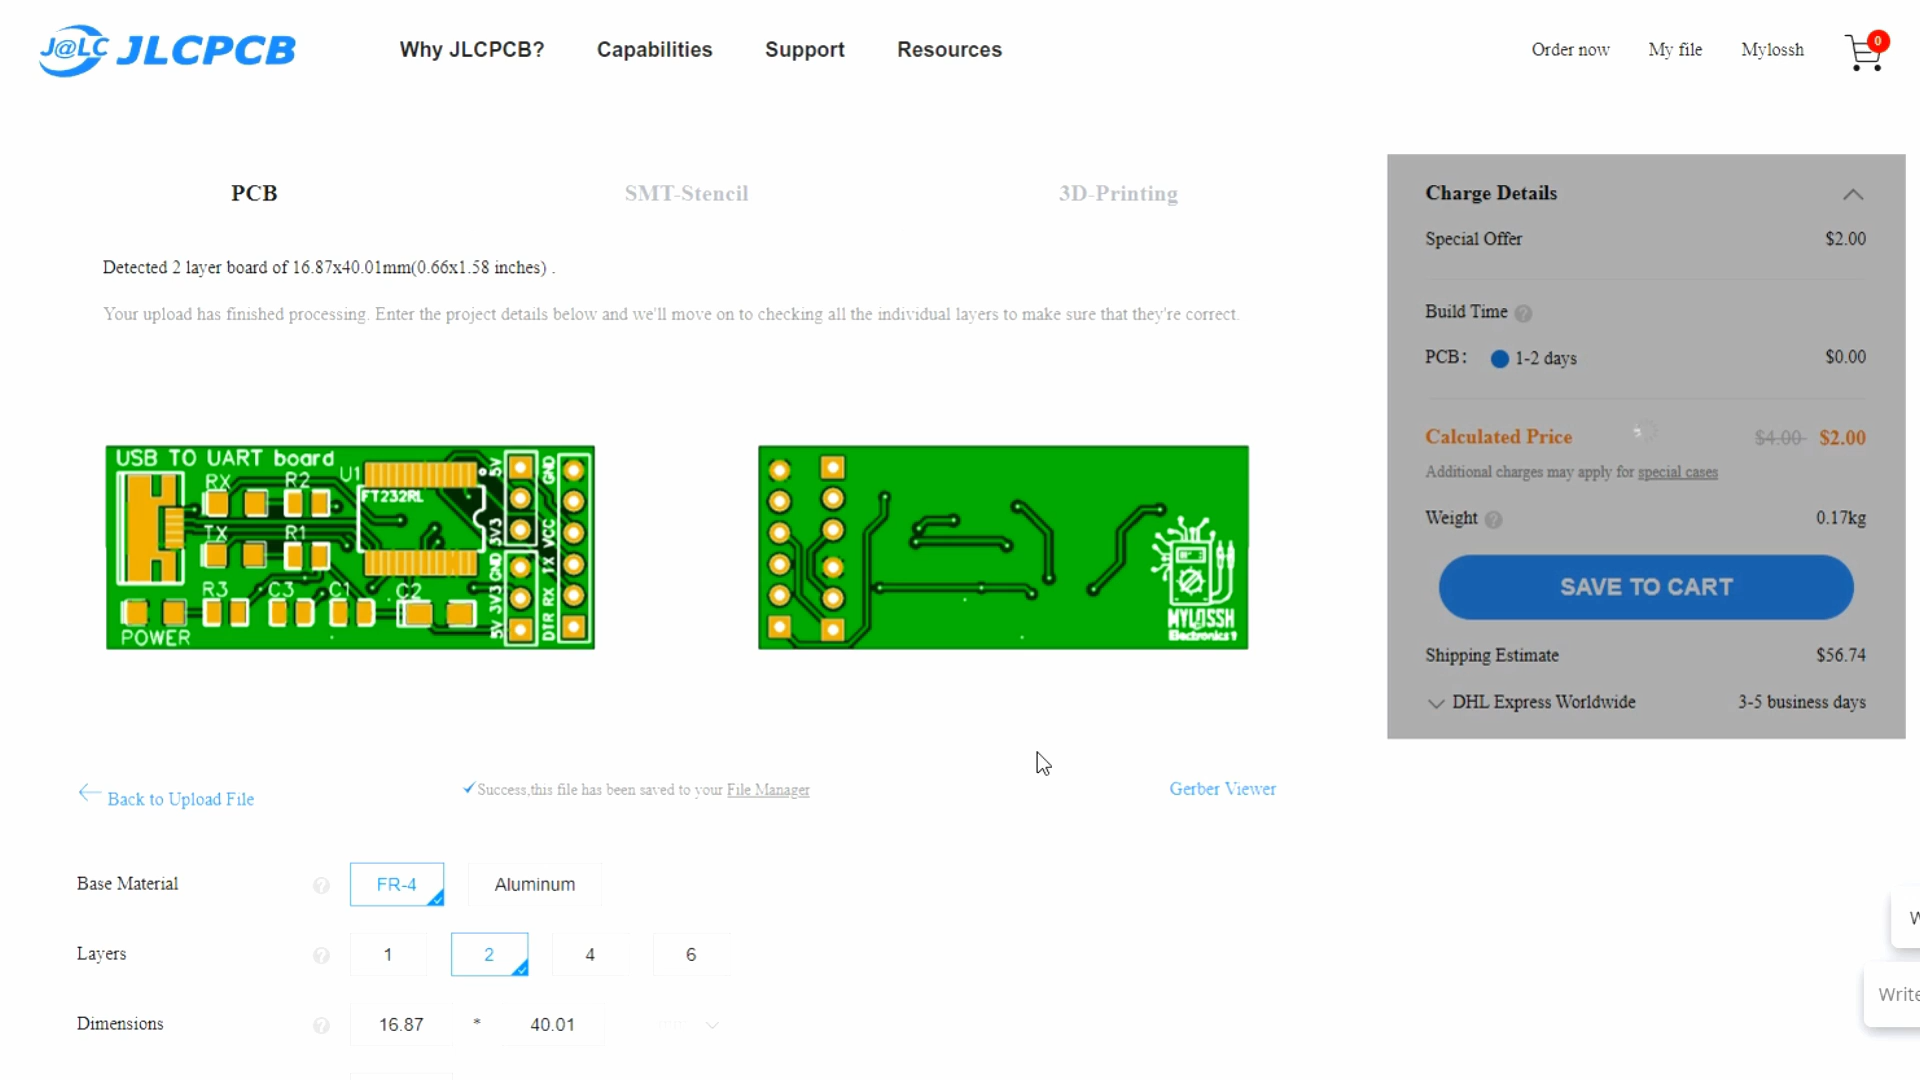 J@LC JLCPCB
Why JLCPCB? Capabilities Support Resources Order now My file Mylossh 0
PCB SMT-Stencil 3D-Printing
Detected 2 layer board of 16.87x40.01mm(0.66x1.58 inches) .
Your upload has finished processing. Enter the project details below and we'll move on to checking all the individual layers to make sure that they're correct.
USB TO UART board
RX R2 U1 5V GND
FT232RL
TX R1 3V3 VCC
GND TX
R3 C3 C1 C2 3V3 RX
POWER 5V DTR
MYLOSSH
Electronics
Back to Upload File
Success,this file has been saved to your File Manager
Gerber Viewer
Base Material ? FR-4 Aluminum
Layers ? 1 2 4 6
Dimensions ? 16.87 * 40.01
Charge Details
Special Offer $2.00
Build Time ?
PCB: 1-2 days $0.00
Calculated Price $4.00 $2.00
Additional charges may apply for special cases
Weight ? 0.17kg
SAVE TO CART
Shipping Estimate $56.74
DHL Express Worldwide 3-5 business days
W
Write